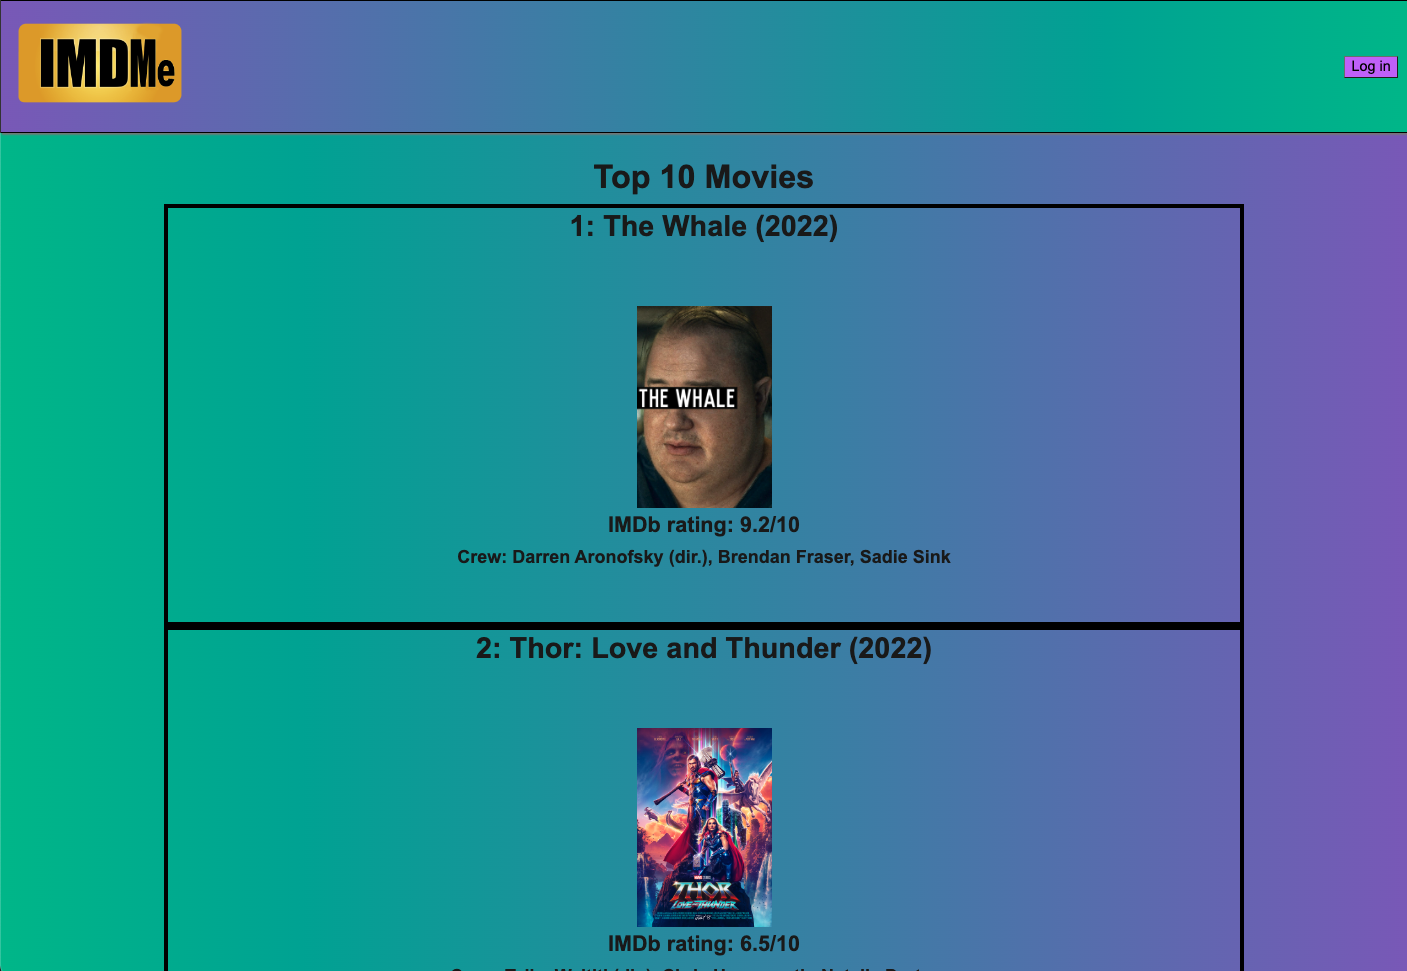 IMDMe
Log in
Top 10 Movies
1: The Whale (2022)
THE WHALE
IMDb rating: 9.2/10
Crew: Darren Aronofsky (dir.), Brendan Fraser, Sadie Sink
2: Thor: Love and Thunder (2022)
THOR
LOVE AND THUNDER
IMDb rating: 6.5/10